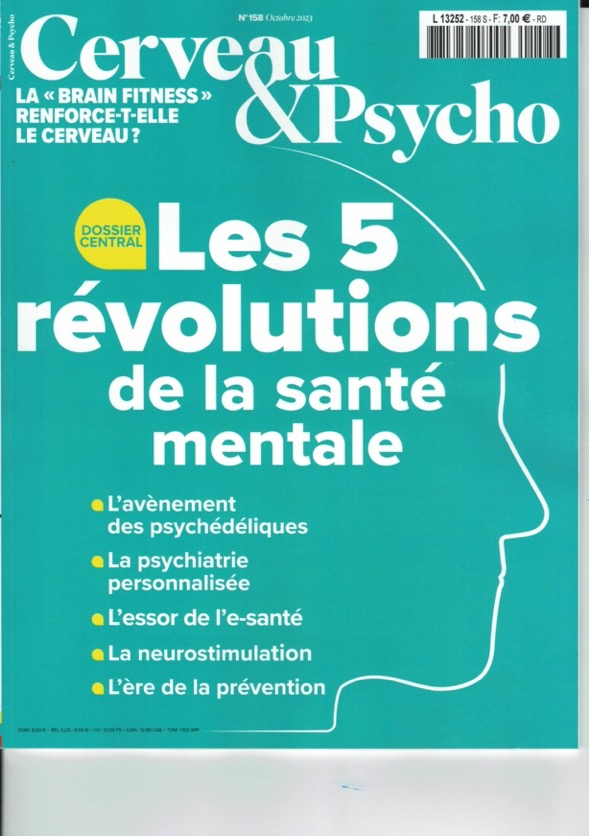 Cerveau & Psycho
N°158 Octobre 2023
L 13252 - 158 S - F: 7,00 € - RD
Cerveau
&Psycho
LA « BRAIN FITNESS »
RENFORCE-T-ELLE
LE CERVEAU ?
DOSSIER
CENTRAL
Les 5
révolutions
de la santé
mentale
L'avènement
des psychédéliques
La psychiatrie
personnalisée
L'essor de l'e-santé
La neurostimulation
L'ère de la prévention